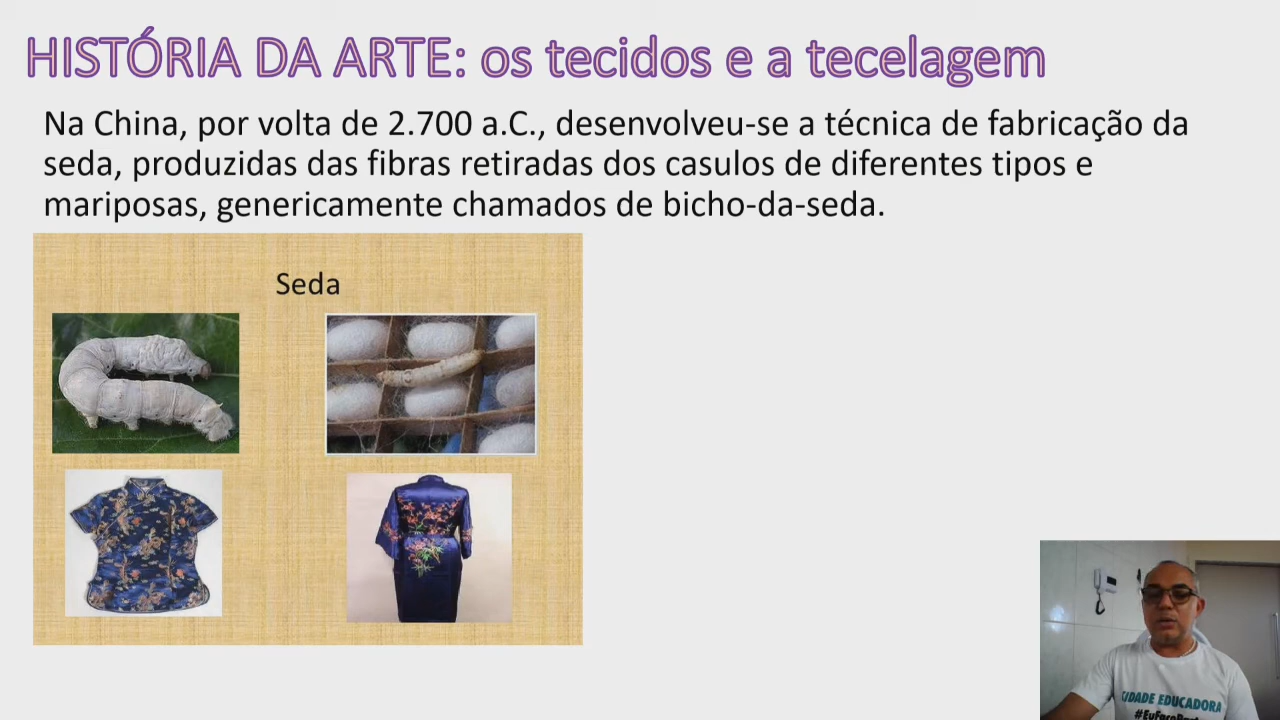 HISTÓRIA DA ARTE: os tecidos e a tecelagem
Na China, por volta de 2.700 a.C., desenvolveu-se a técnica de fabricação da
seda, produzidas das fibras retiradas dos casulos de diferentes tipos e
mariposas, genericamente chamados de bicho-da-seda.
Seda
CIDADE EDUCADORA